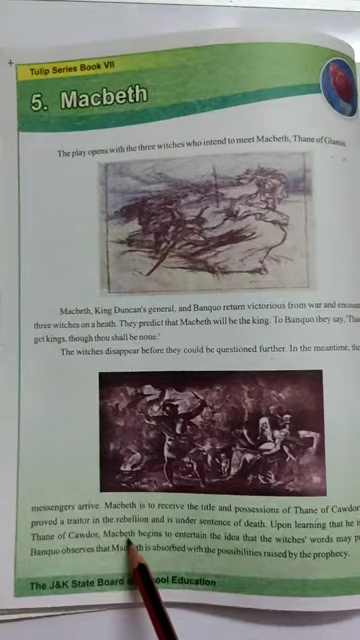 Tulip Series Book VII
5. Macbeth
The play opens with the three witches who intend to meet Macbeth, Thane of Glamis,
Macbeth, King Duncan's general, and Banquo return victorious from war and
three witches on a heath. They predict that Macbeth will be the king. To Banquo they say,
get kings, though thou shall be none.'
The witches disappear before they could be questioned further. In the meantime,
messengers arrive. Macbeth is to receive the title and possessions of Thane of Cawdor
proved a traitor in the rebellion and is under sentence of death. Upon learning that he
Thane of Cawdor, Macbeth begins to entertain the idea that the witches' words may
Banquo observes that Macbeth is absorbed with the possibilities raised by the prophecy.
The J&K State Board of School Education